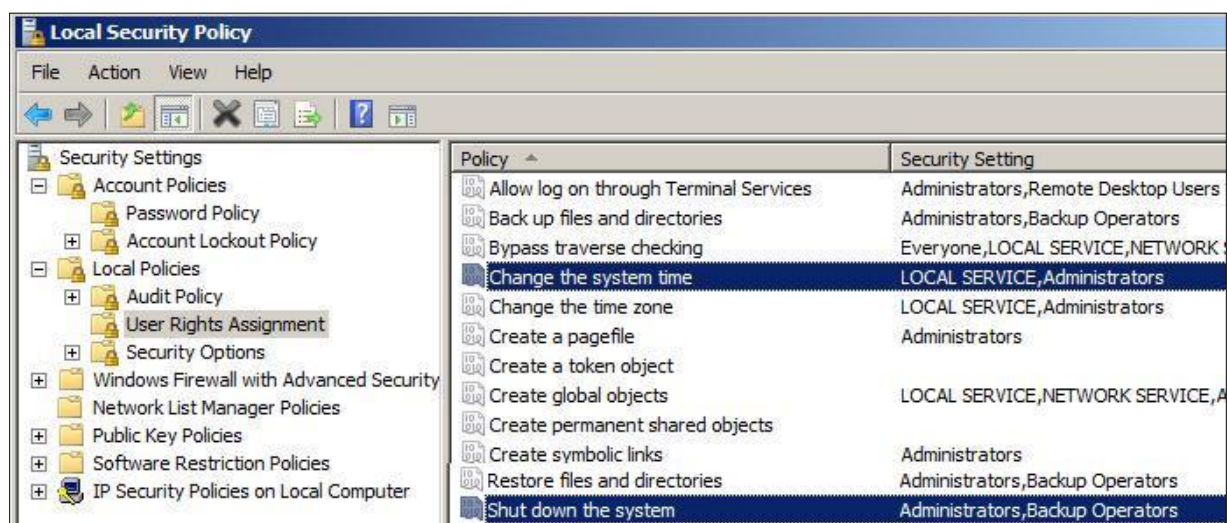 Local Security Policy
File Action View Help
Security Settings
Account Policies
Password Policy
Account Lockout Policy
Local Policies
Audit Policy
User Rights Assignment
Security Options
Windows Firewall with Advanced Security
Network List Manager Policies
Public Key Policies
Software Restriction Policies
IP Security Policies on Local Computer
Policy Security Setting
Allow log on through Terminal Services Administrators,Remote Desktop Users
Back up files and directories Administrators,Backup Operators
Bypass traverse checking Everyone,LOCAL SERVICE,NETWORK
Change the system time LOCAL SERVICE,Administrators
Change the time zone LOCAL SERVICE,Administrators
Create a pagefile Administrators
Create a token object
Create global objects LOCAL SERVICE,NETWORK SERVICE,A
Create permanent shared objects
Create symbolic links Administrators
Restore files and directories Administrators,Backup Operators
Shut down the system Administrators,Backup Operators